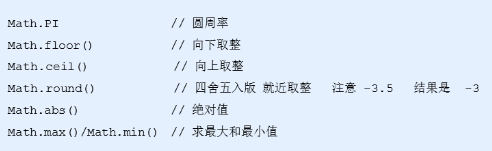 Math.PI // 圆周率
Math.floor() // 向下取整
Math.ceil() // 向上取整
Math.round() // 四舍五入版 就近取整 注意 -3.5 结果是 -3
Math.abs() // 绝对值
Math.max()/Math.min() // 求最大和最小值